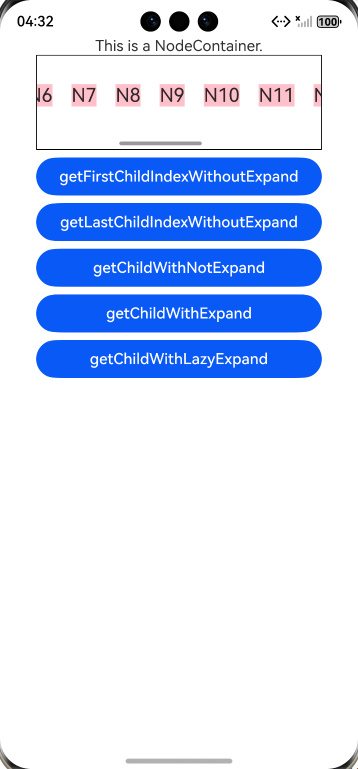 04:32
100
This is a NodeContainer.
N6 N7 N8 N9 N10 N11
getFirstChildIndexWithoutExpand
getLastChildIndexWithoutExpand
getChildWithNotExpand
getChildWithExpand
getChildWithLazyExpand